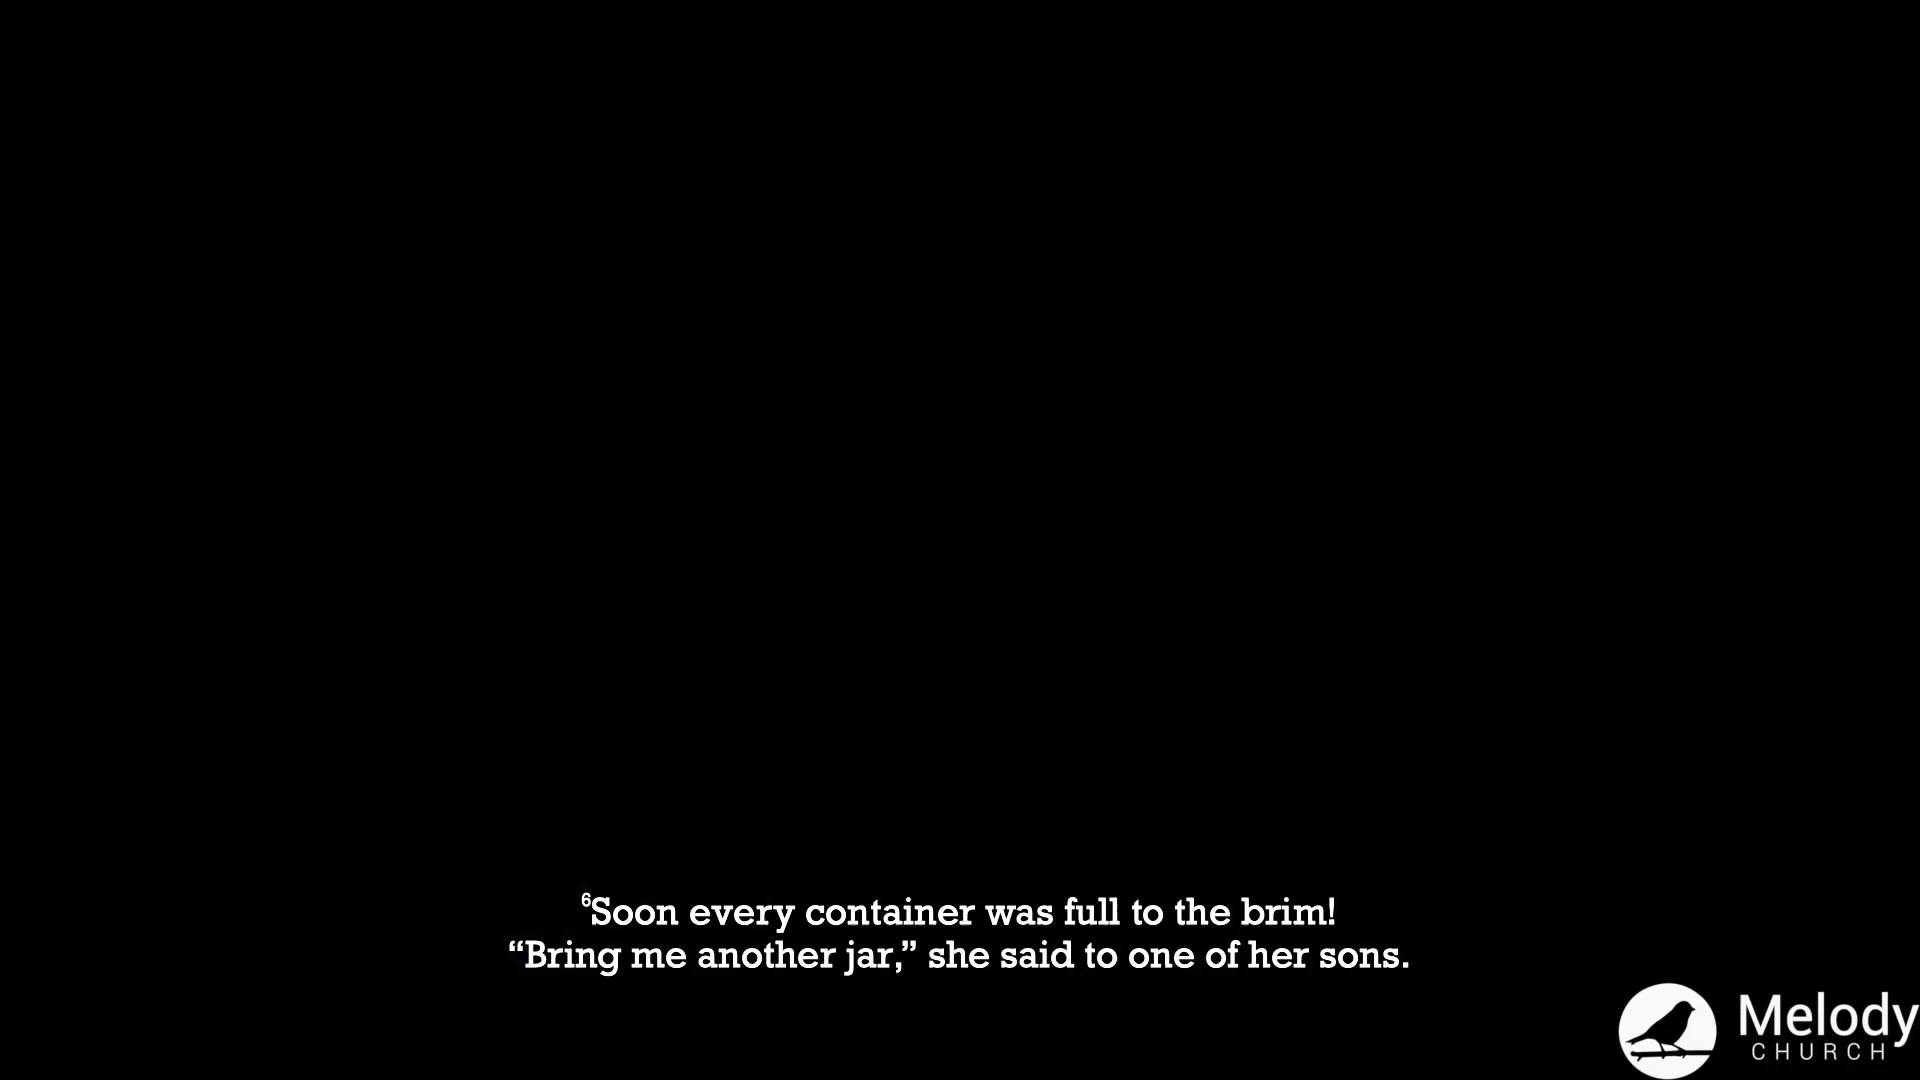 ⁶Soon every container was full to the brim!
“Bring me another jar,” she said to one of her sons.
Melody
CHURCH